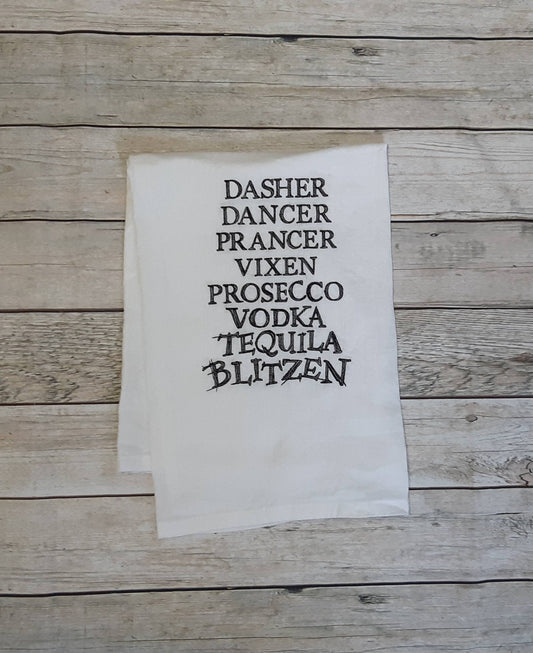 DASHER
DANCER
PRANCER
VIXEN
PROSECCO
VODKA
TEQUILA
BLITZEN